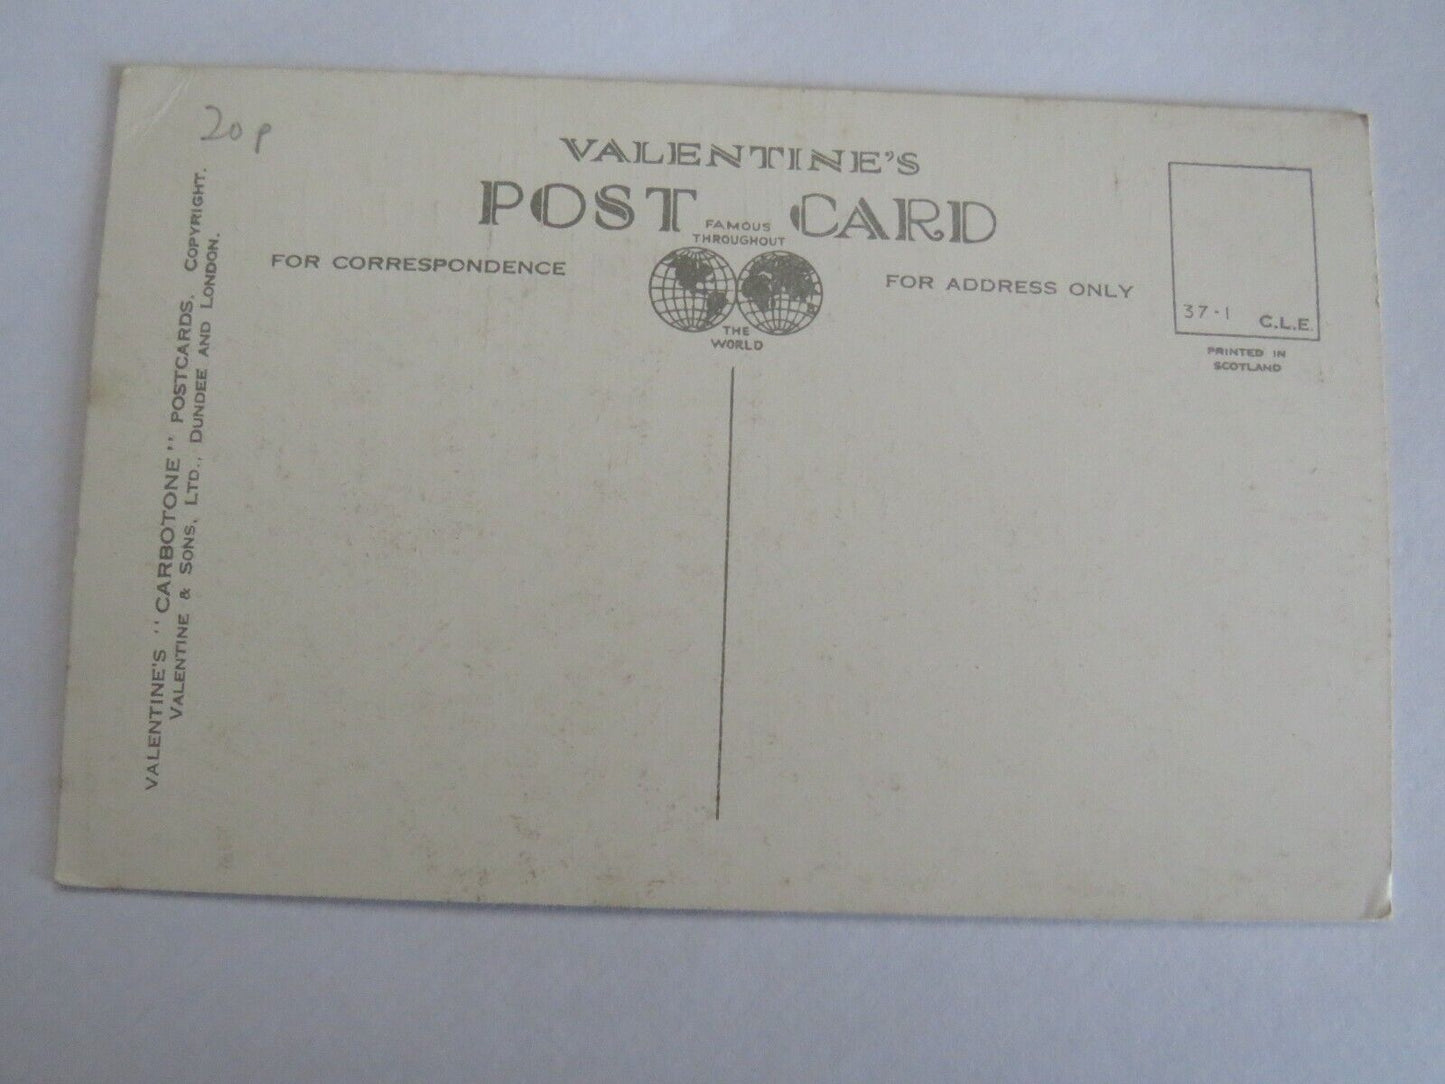 20p
VALENTINE'S
POST CARD
FAMOUS
THROUGHOUT
THE
WORLD
FOR CORRESPONDENCE
FOR ADDRESS ONLY
37-1 C.L.E.
PRINTED IN
SCOTLAND
VALENTINE'S "CARBOTONE" POSTCARDS. COPYRIGHT.
VALENTINE & SONS, LTD., DUNDEE AND LONDON.